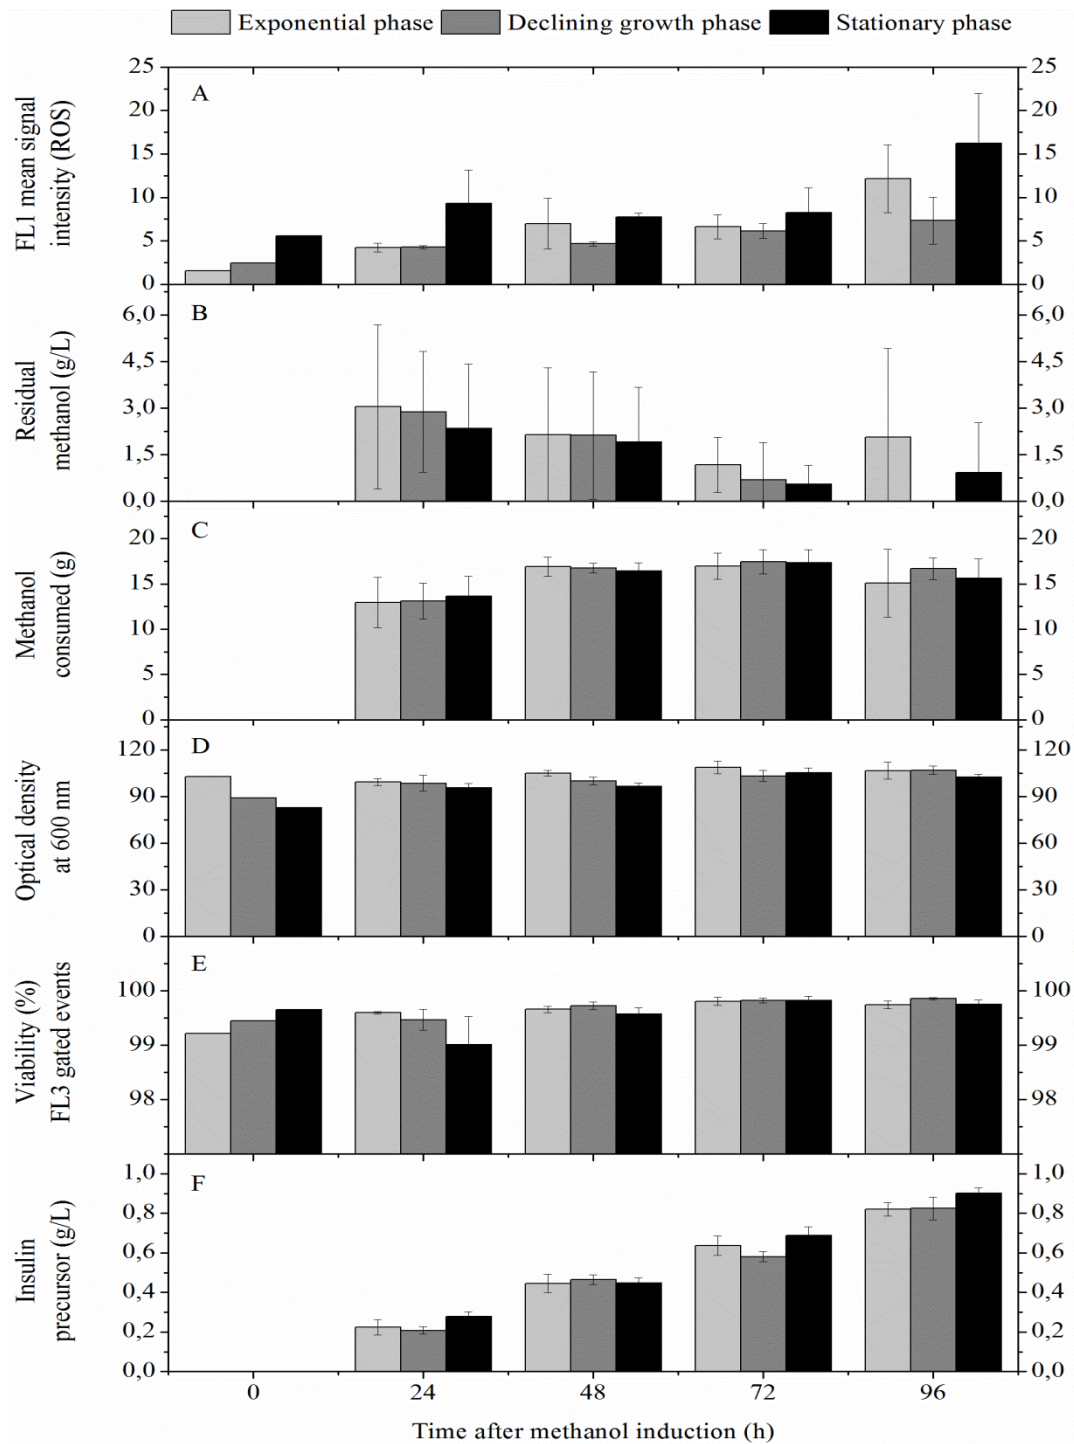 Exponential phase Declining growth phase Stationary phase
A
FL1 mean signal
intensity (ROS)
25 25
20 20
15 15
10 10
5 5
0 0
B
Residual
methanol (g/L)
6,0 6,0
4,5 4,5
3,0 3,0
1,5 1,5
0,0 0,0
C
Methanol
consumed (g)
20 20
15 15
10 10
5 5
0 0
D
Optical density
at 600 nm
120 120
90 90
60 60
30 30
0 0
E
Viability (%)
FL3 gated events
100 100
99 99
98 98
F
Insulin
precursor (g/L)
1,0 1,0
0,8 0,8
0,6 0,6
0,4 0,4
0,2 0,2
0,0 0,0
0 24 48 72 96
Time after methanol induction (h)